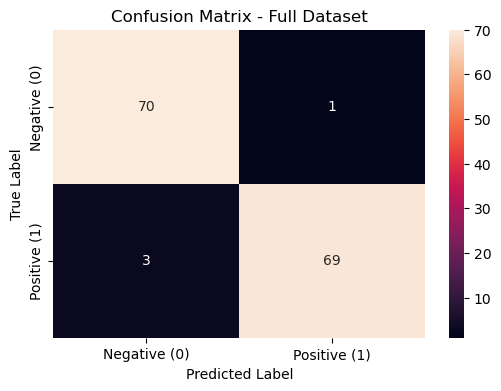 Confusion Matrix - Full Dataset
True Label
Negative (0)
70
1
Positive (1)
3
69
Negative (0)
Positive (1)
Predicted Label
70
60
50
40
30
20
10